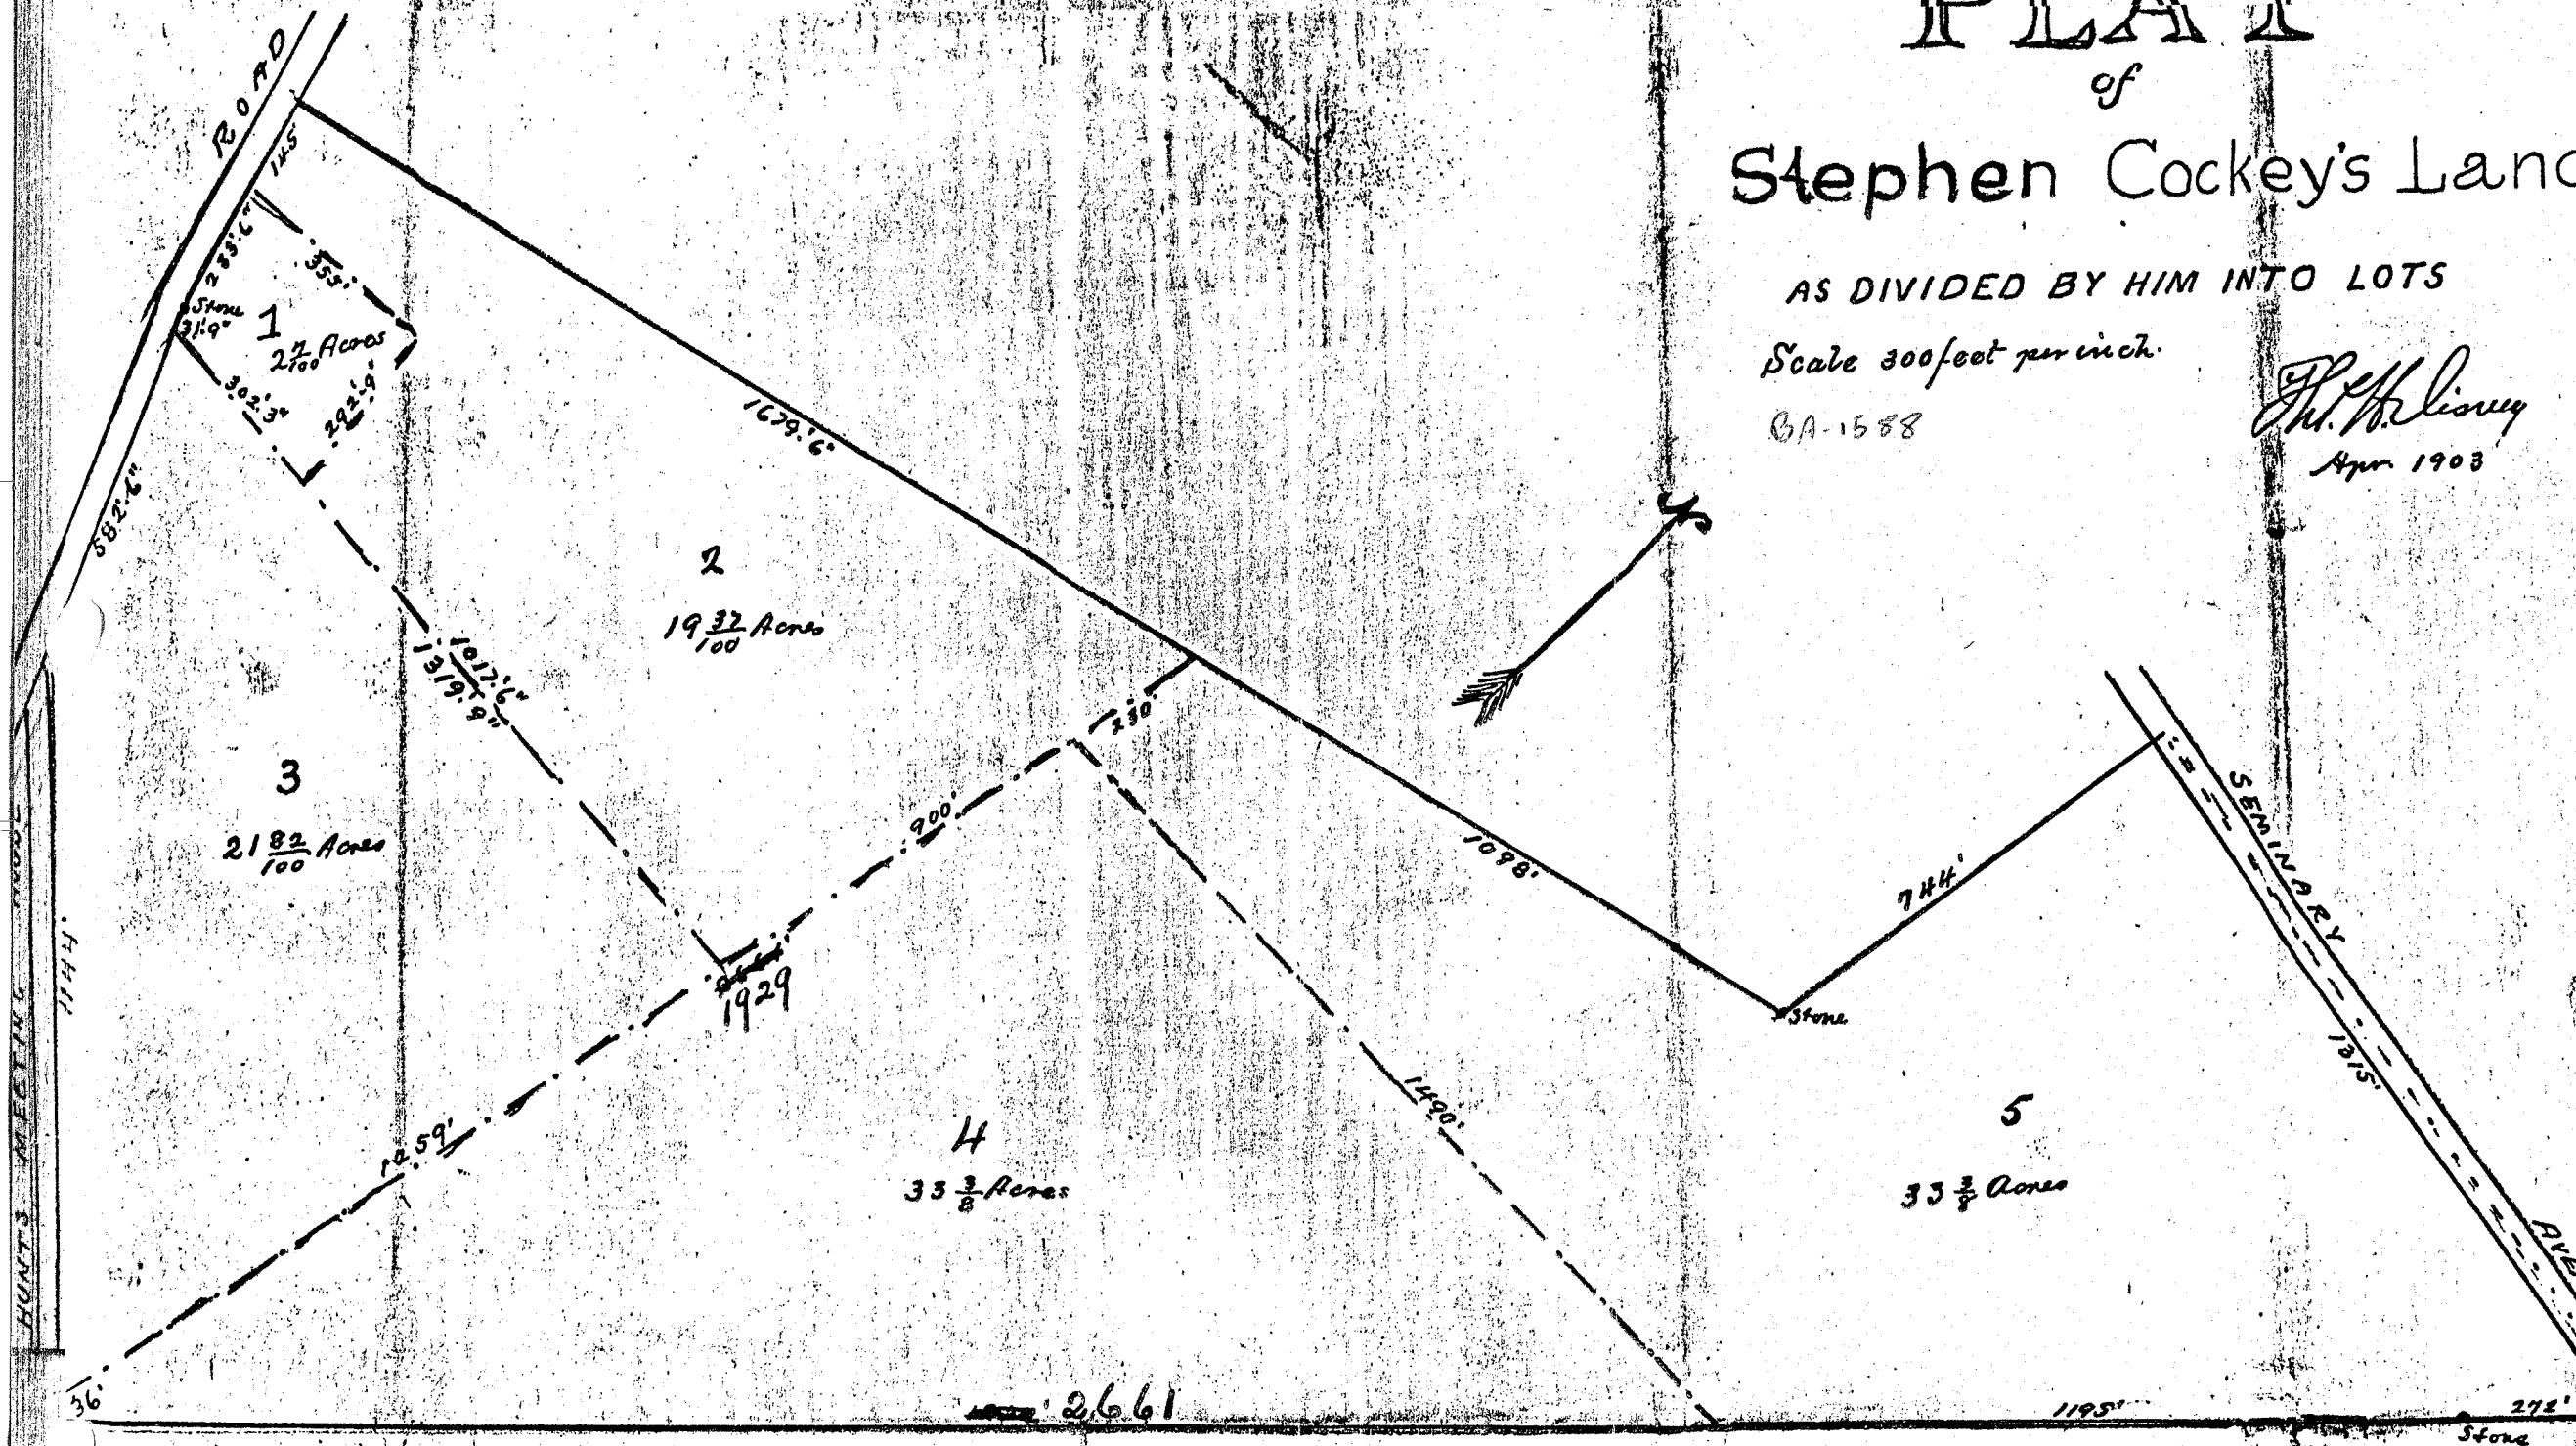 PLAT
of
Stephen Cockey's Land
AS DIVIDED BY HIM INTO LOTS
Scale 300 feet per inch.
BA-1588
Apr 1903
ROAD
145
283'.6"
Stone
31'.9"
355'
1
2 7/100 Acres
302'.3"
292'.9"
582'.6"
1679.'6"
2
19 37/100 Acres
1017.'6"
1319.'9"
230
3
21 82/100 Acres
900'
1098'
744'
SEMINARY
AVE
1315'
Stone
1929
HUNTS MEETING
1144.
1059'
4
33 3/8 Acres
1490'
5
33 3/8 Acres
36'
2661
1195'
272'
Stone